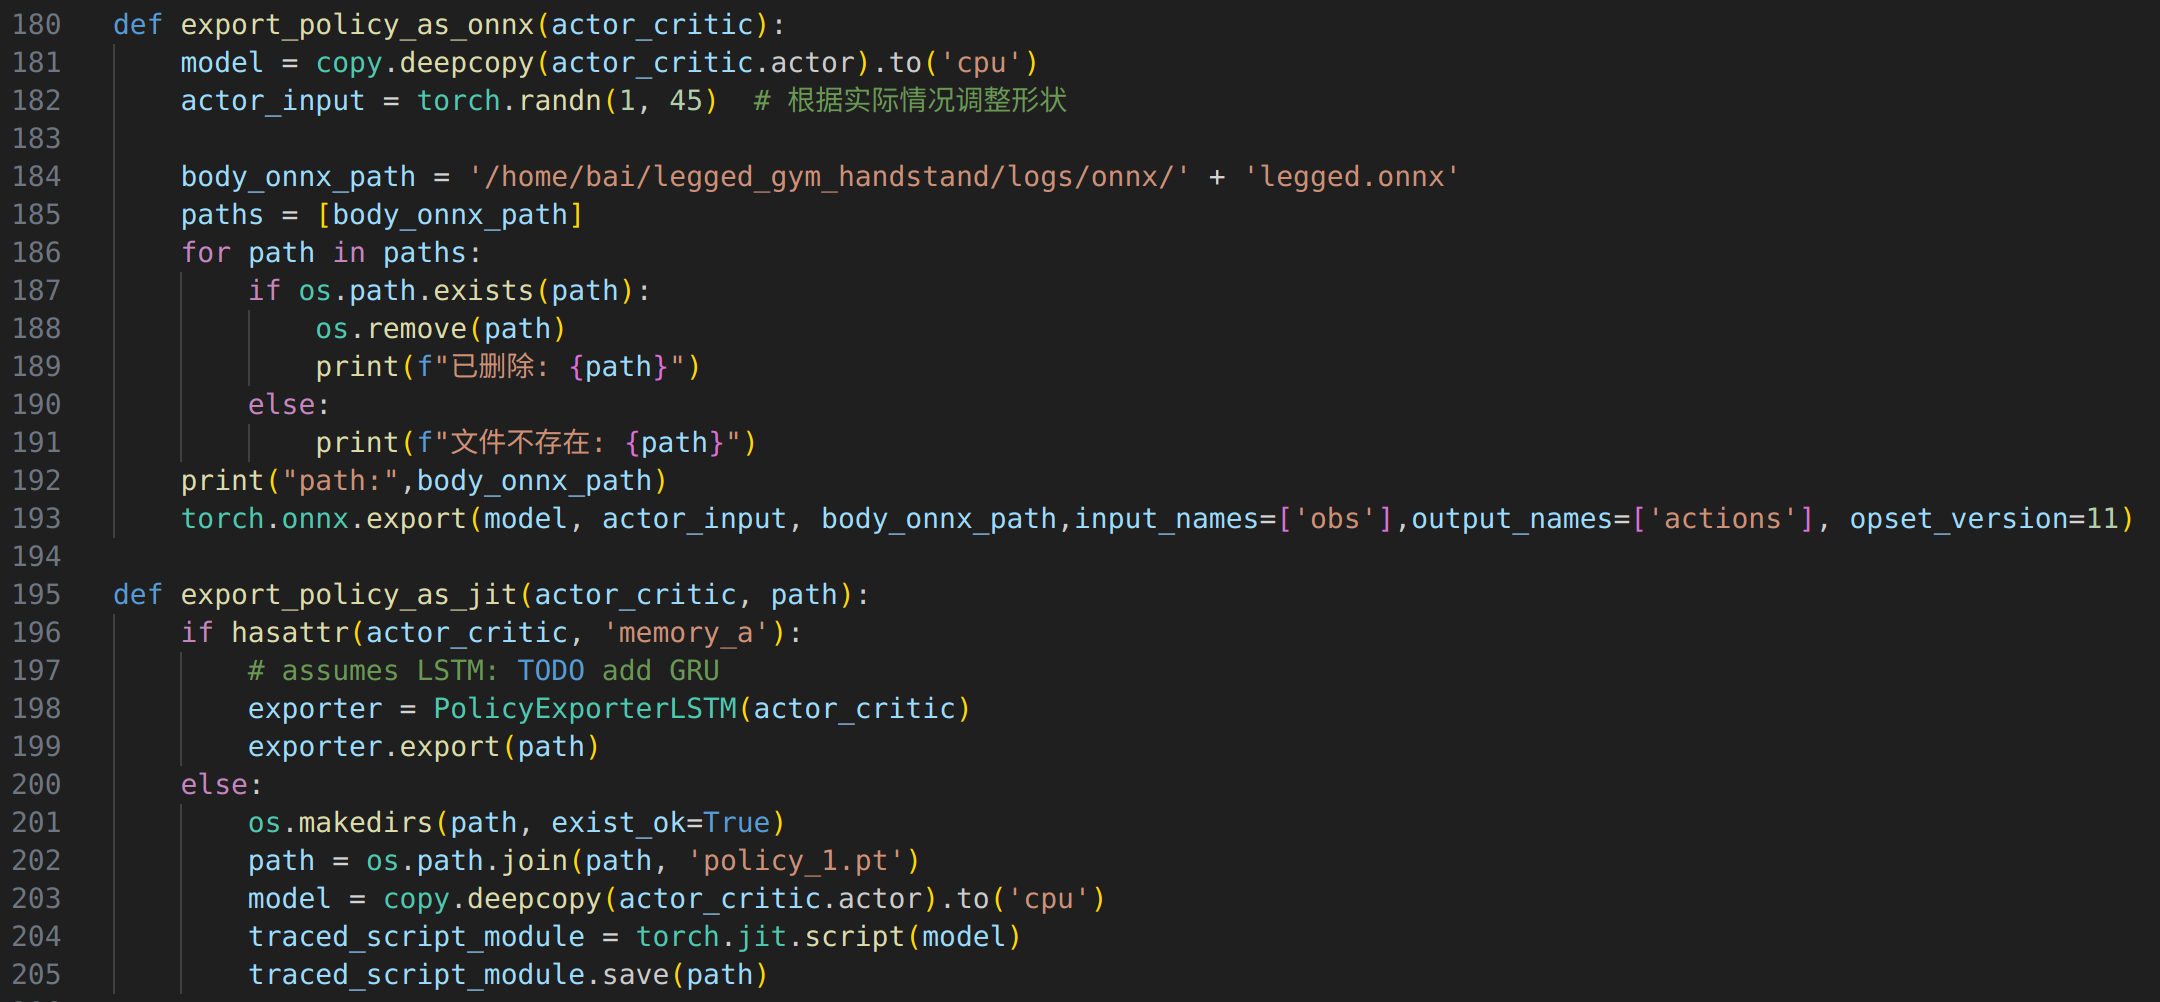 180 def export_policy_as_onnx(actor_critic):
181     model = copy.deepcopy(actor_critic.actor).to('cpu')
182     actor_input = torch.randn(1, 45)  # 根据实际情况调整形状
183
184     body_onnx_path = '/home/bai/legged_gym_handstand/logs/onnx/' + 'legged.onnx'
185     paths = [body_onnx_path]
186     for path in paths:
187         if os.path.exists(path):
188             os.remove(path)
189             print(f"已删除: {path}")
190         else:
191             print(f"文件不存在: {path}")
192     print("path:",body_onnx_path)
193     torch.onnx.export(model, actor_input, body_onnx_path,input_names=['obs'],output_names=['actions'], opset_version=11)
194
195 def export_policy_as_jit(actor_critic, path):
196     if hasattr(actor_critic, 'memory_a'):
197         # assumes LSTM: TODO add GRU
198         exporter = PolicyExporterLSTM(actor_critic)
199         exporter.export(path)
200     else:
201         os.makedirs(path, exist_ok=True)
202         path = os.path.join(path, 'policy_1.pt')
203         model = copy.deepcopy(actor_critic.actor).to('cpu')
204         traced_script_module = torch.jit.script(model)
205         traced_script_module.save(path)